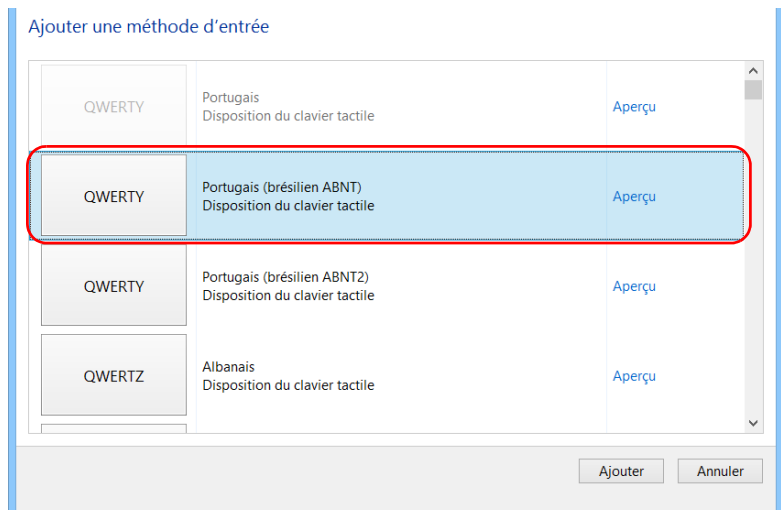 Ajouter une méthode d'entrée
QWERTY
Portugais
Disposition du clavier tactile
Aperçu
QWERTY
Portugais (brésilien ABNT)
Disposition du clavier tactile
Aperçu
QWERTY
Portugais (brésilien ABNT2)
Disposition du clavier tactile
Aperçu
QWERTZ
Albanais
Disposition du clavier tactile
Aperçu
Ajouter
Annuler